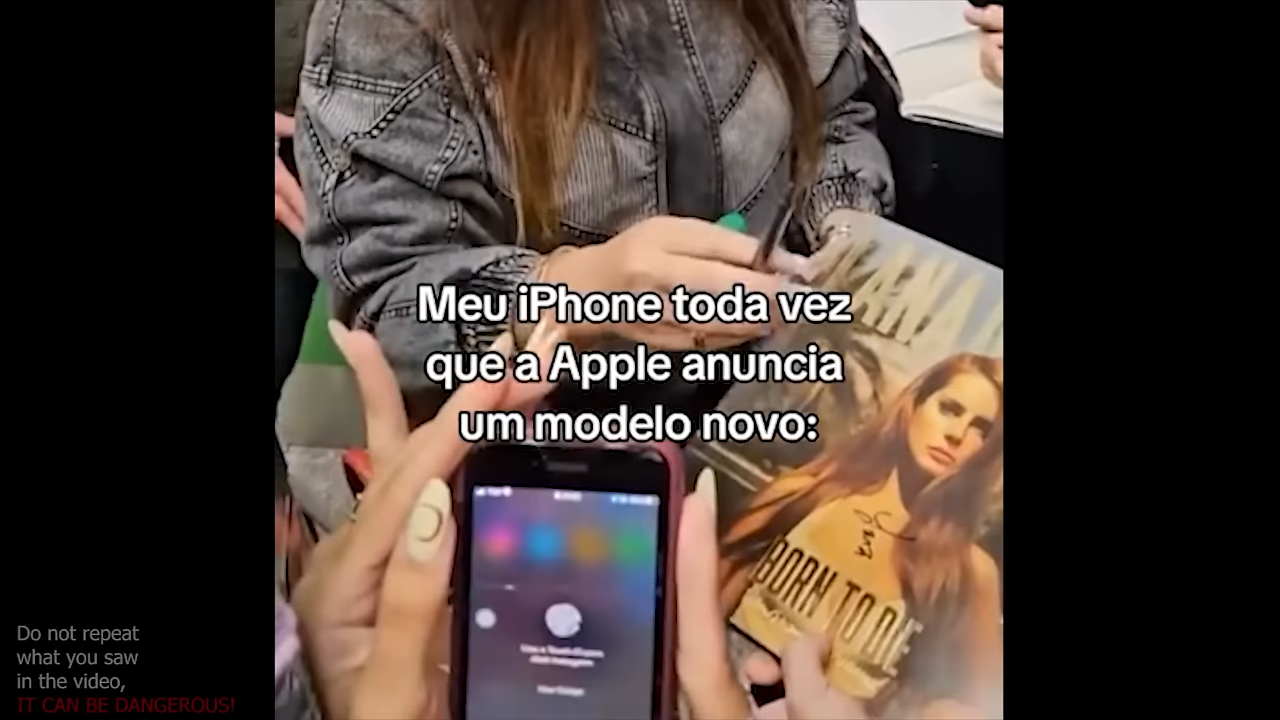 Meu iPhone toda vez
que a Apple anuncia
um modelo novo:
BORN TO DIE
Do not repeat
what you saw
in the video,
IT CAN BE DANGEROUS!